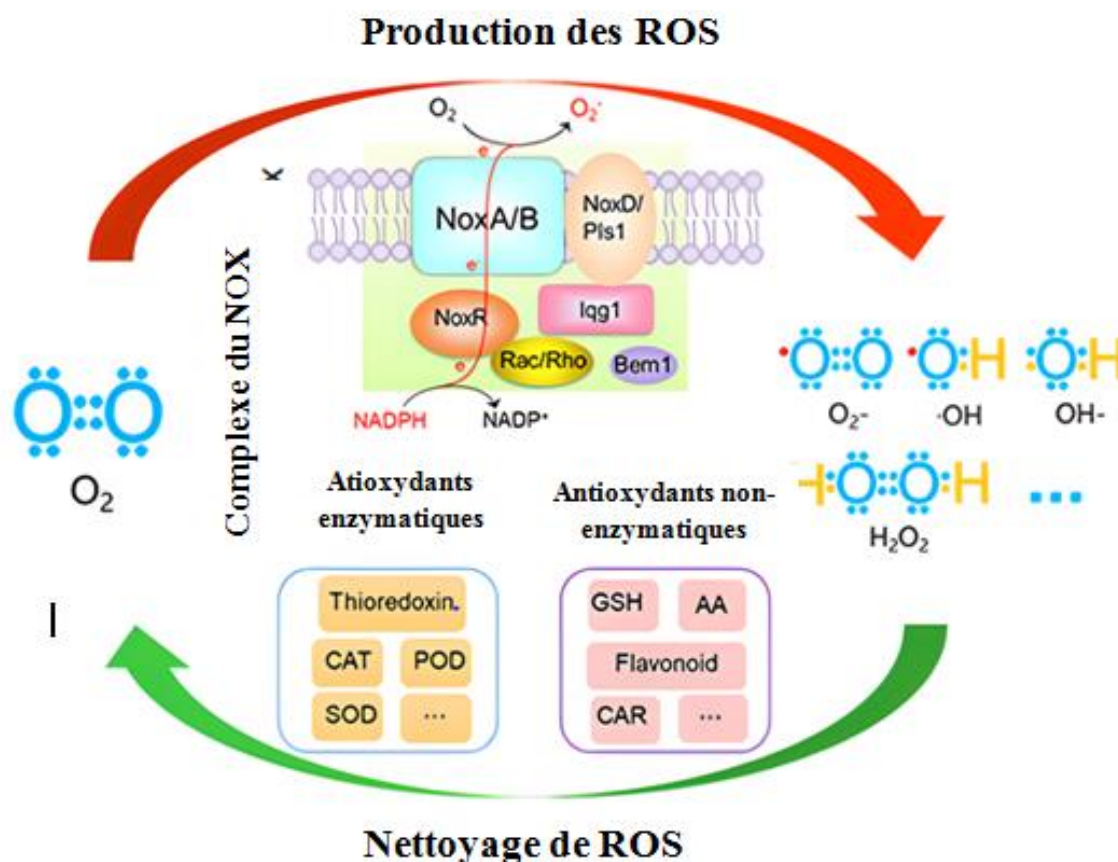 Production des ROS
O₂
O₂⁻
e⁻
NoxA/B
NoxD/
Pls1
e⁻
NoxR
Iqg1
Rac/Rho
Bem1
e⁻
NADPH
NADP⁺
Complexe du NOX
O₂
O₂-
·OH
OH-
H₂O₂
...
Atioxydants
enzymatiques
Antioxydants non-
enzymatiques
Thioredoxin
CAT
POD
SOD
...
GSH
AA
Flavonoid
CAR
...
Nettoyage de ROS